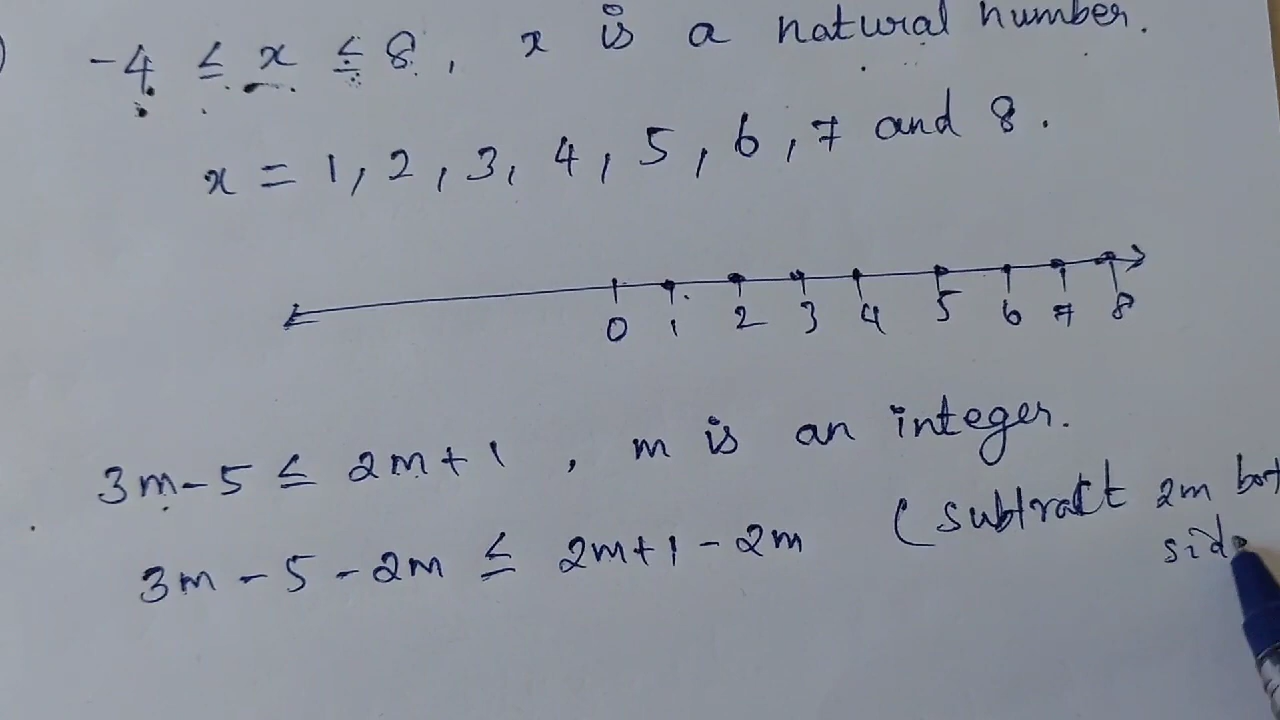 ) -4 ≤ x ≤ 8, x is a natural number.
x = 1, 2, 3, 4, 5, 6, 7 and 8.
0 1 2 3 4 5 6 7 8
3m-5 ≤ 2m+1, m is an integer.
3m-5-2m ≤ 2m+1-2m (subtract 2m bot
side